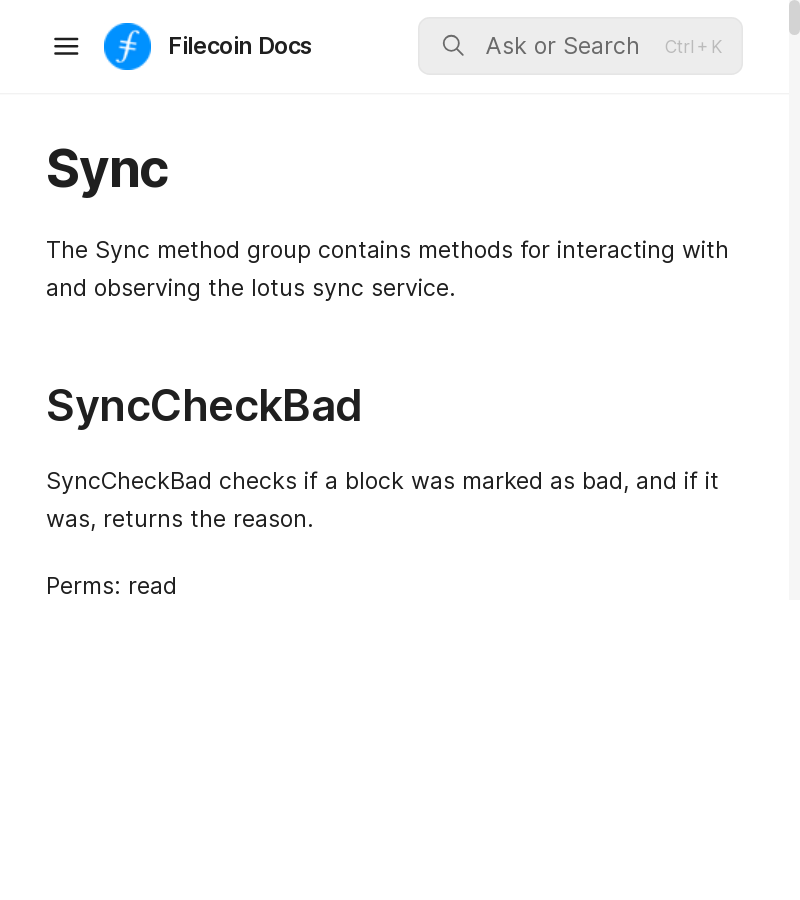 Filecoin Docs
Ask or Search
Ctrl + K
Sync
The Sync method group contains methods for interacting with
and observing the lotus sync service.
SyncCheckBad
SyncCheckBad checks if a block was marked as bad, and if it
was, returns the reason.
Perms: read